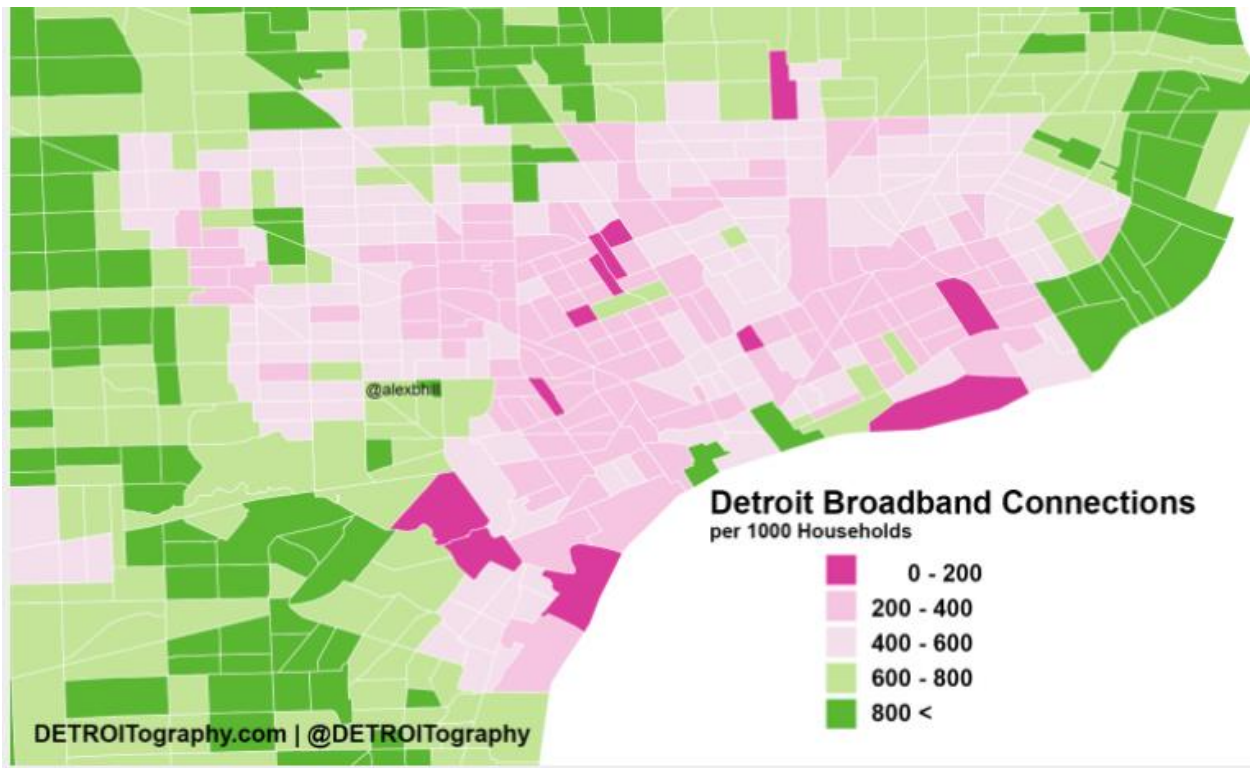 @alexbhill
Detroit Broadband Connections
per 1000 Households
0 - 200
200 - 400
400 - 600
600 - 800
800 <
DETROITography.com | @DETROITography